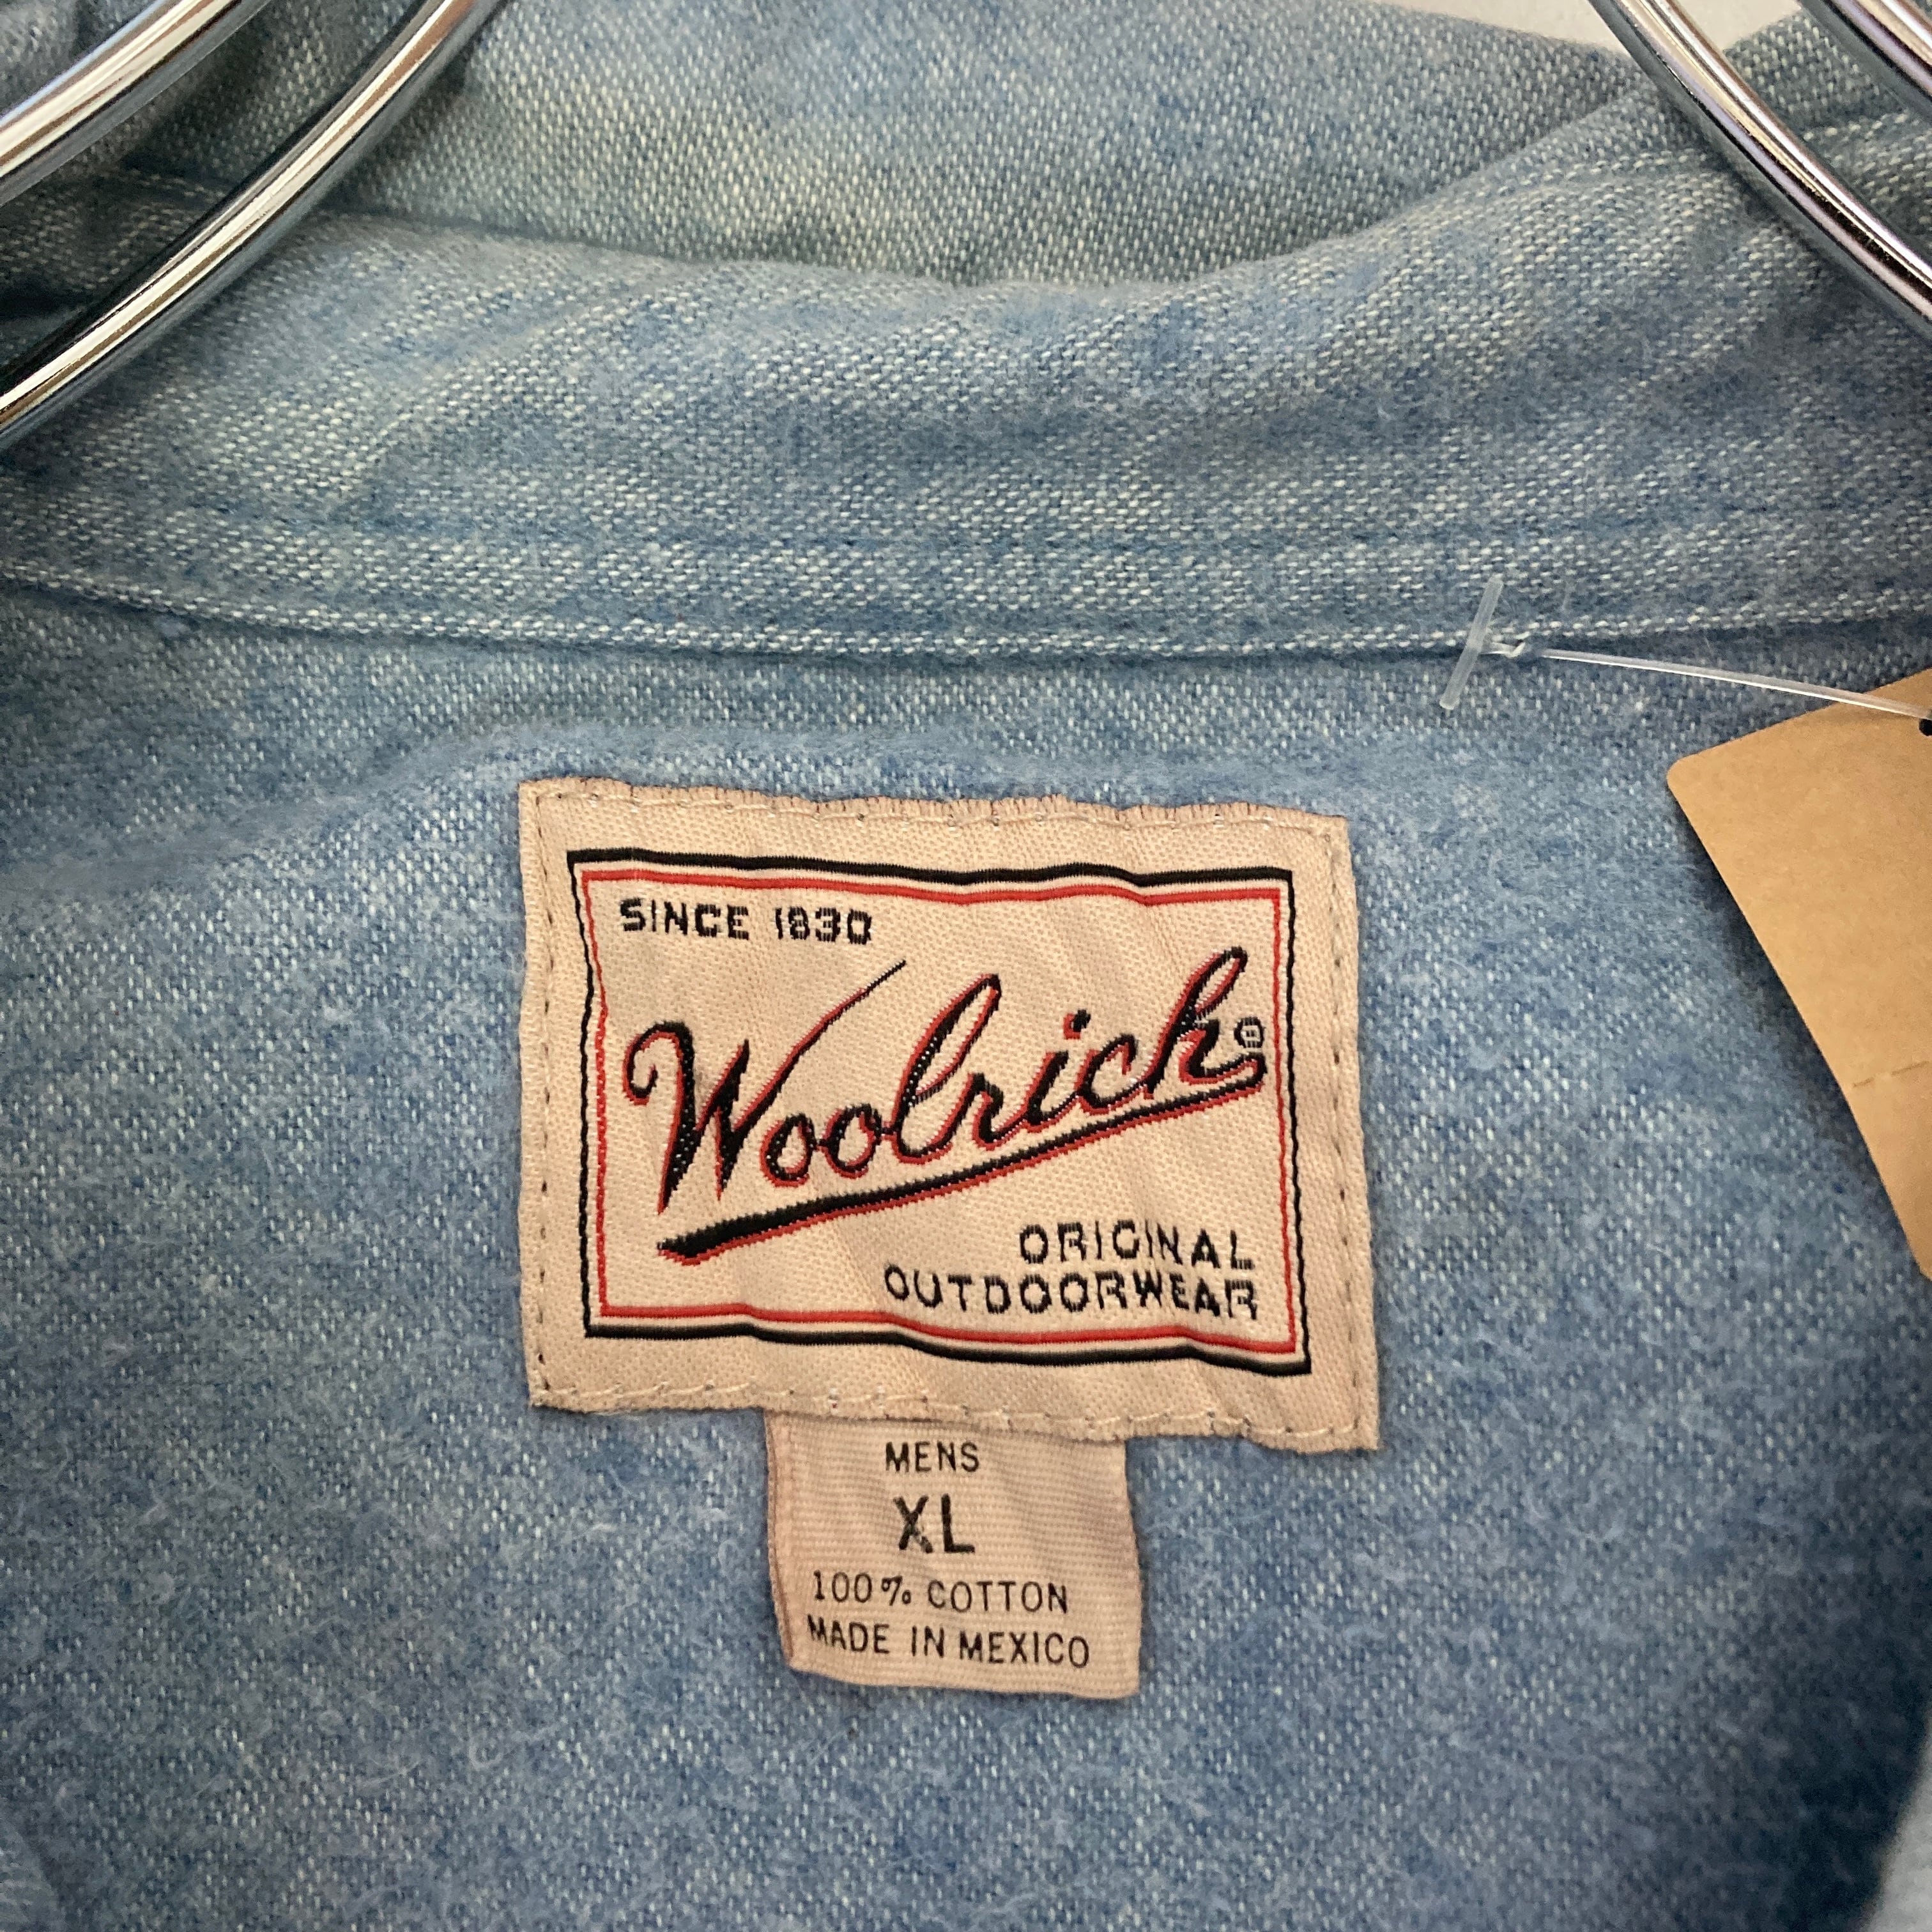 SINCE 1830
Woolrich®
ORIGINAL
OUTDOORWEAR
MENS
XL
100% COTTON
MADE IN MEXICO